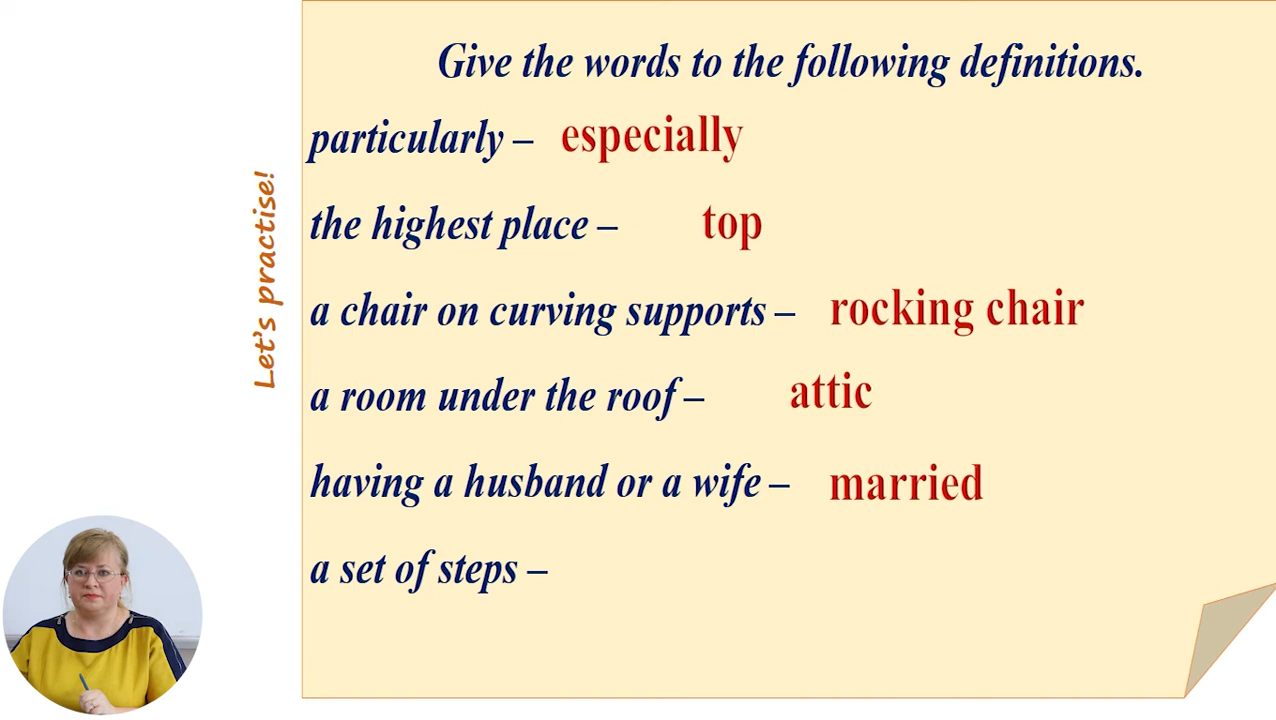 Give the words to the following definitions.
particularly – especially
the highest place – top
a chair on curving supports – rocking chair
a room under the roof – attic
having a husband or a wife – married
a set of steps –
Let's practise!